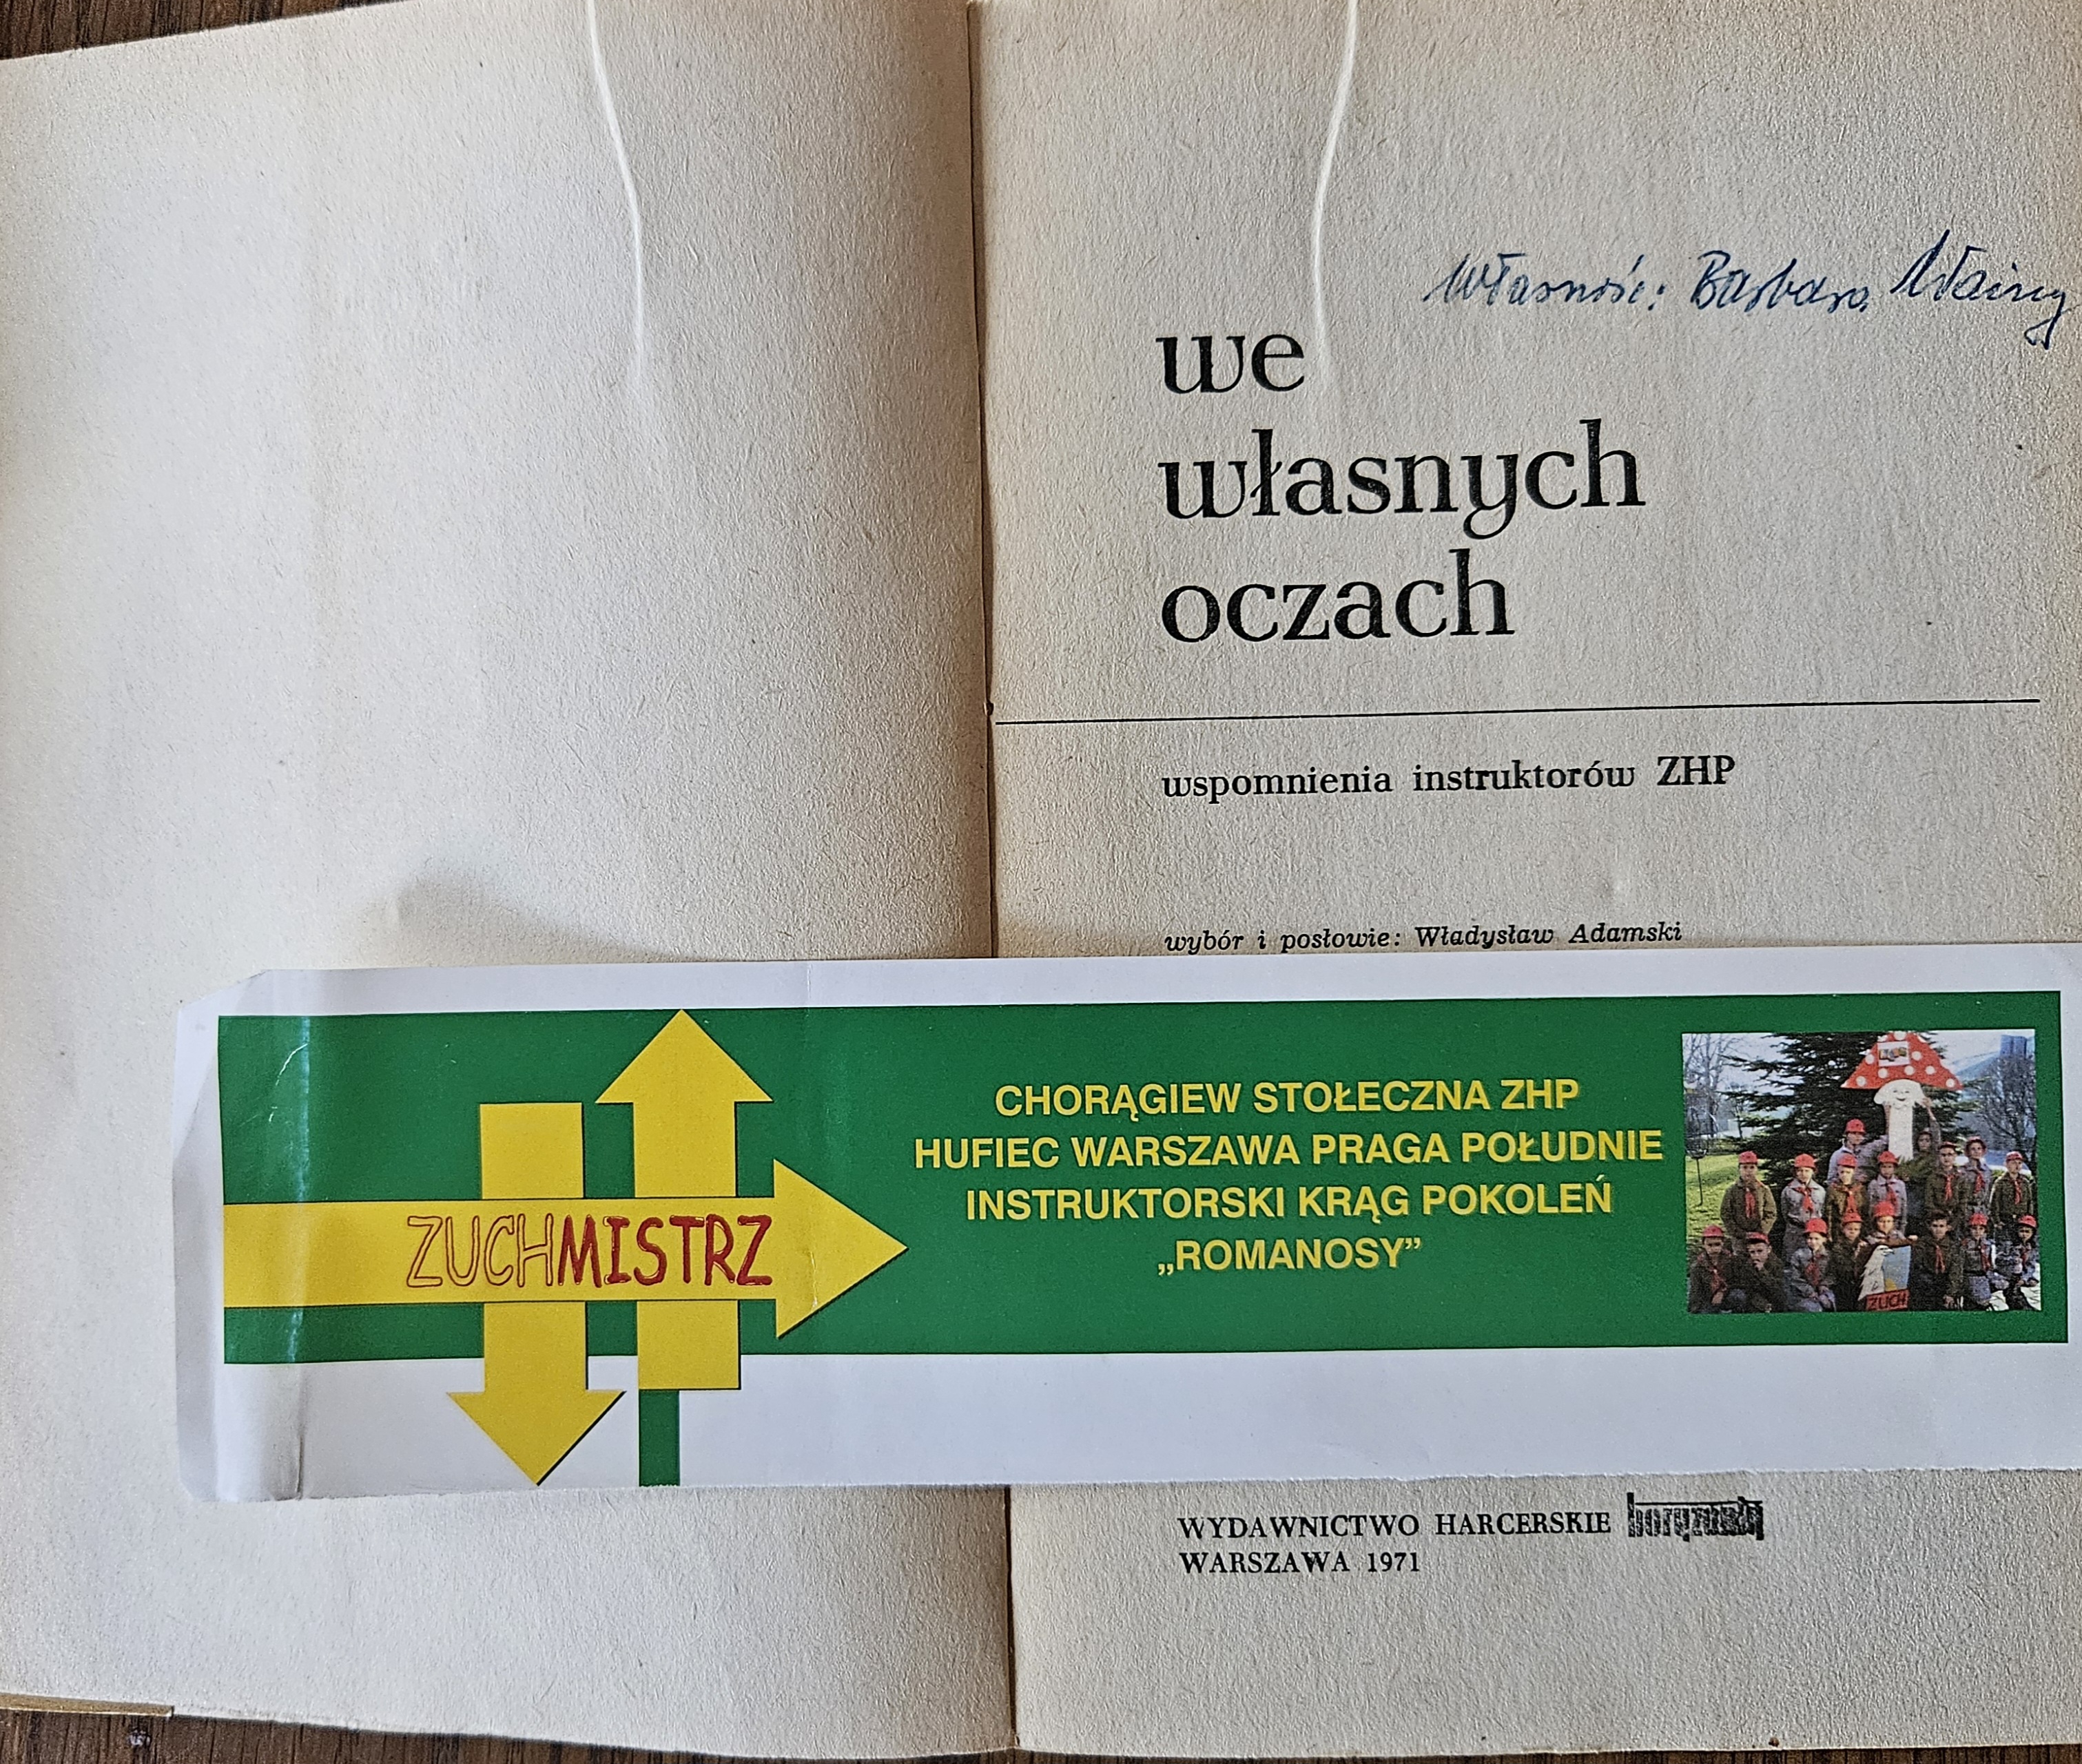 Własność: Barbara
we
własnych
oczach
wspomnienia instruktorów ZHP
wybór i posłowie: Władysław Adamski
ZUCHMISTRZ
CHORĄGIEW STOŁECZNA ZHP
HUFIEC WARSZAWA PRAGA POŁUDNIE
INSTRUKTORSKI KRĄG POKOLEŃ
„ROMANOSY”
ZUCH
WYDAWNICTWO HARCERSKIE horyzonty
WARSZAWA 1971